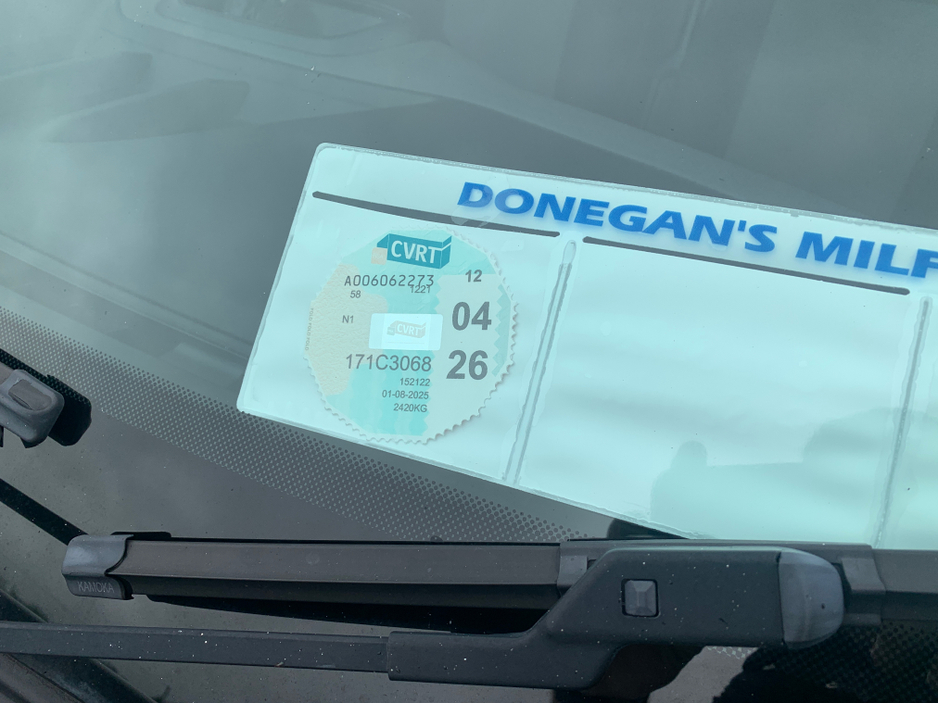 DONEGAN'S MILF
CVRT
A006062273
1221
12
58
N1
CVRT
04
171C3068
26
152122
01-08-2025
2420KG
KAMOKA